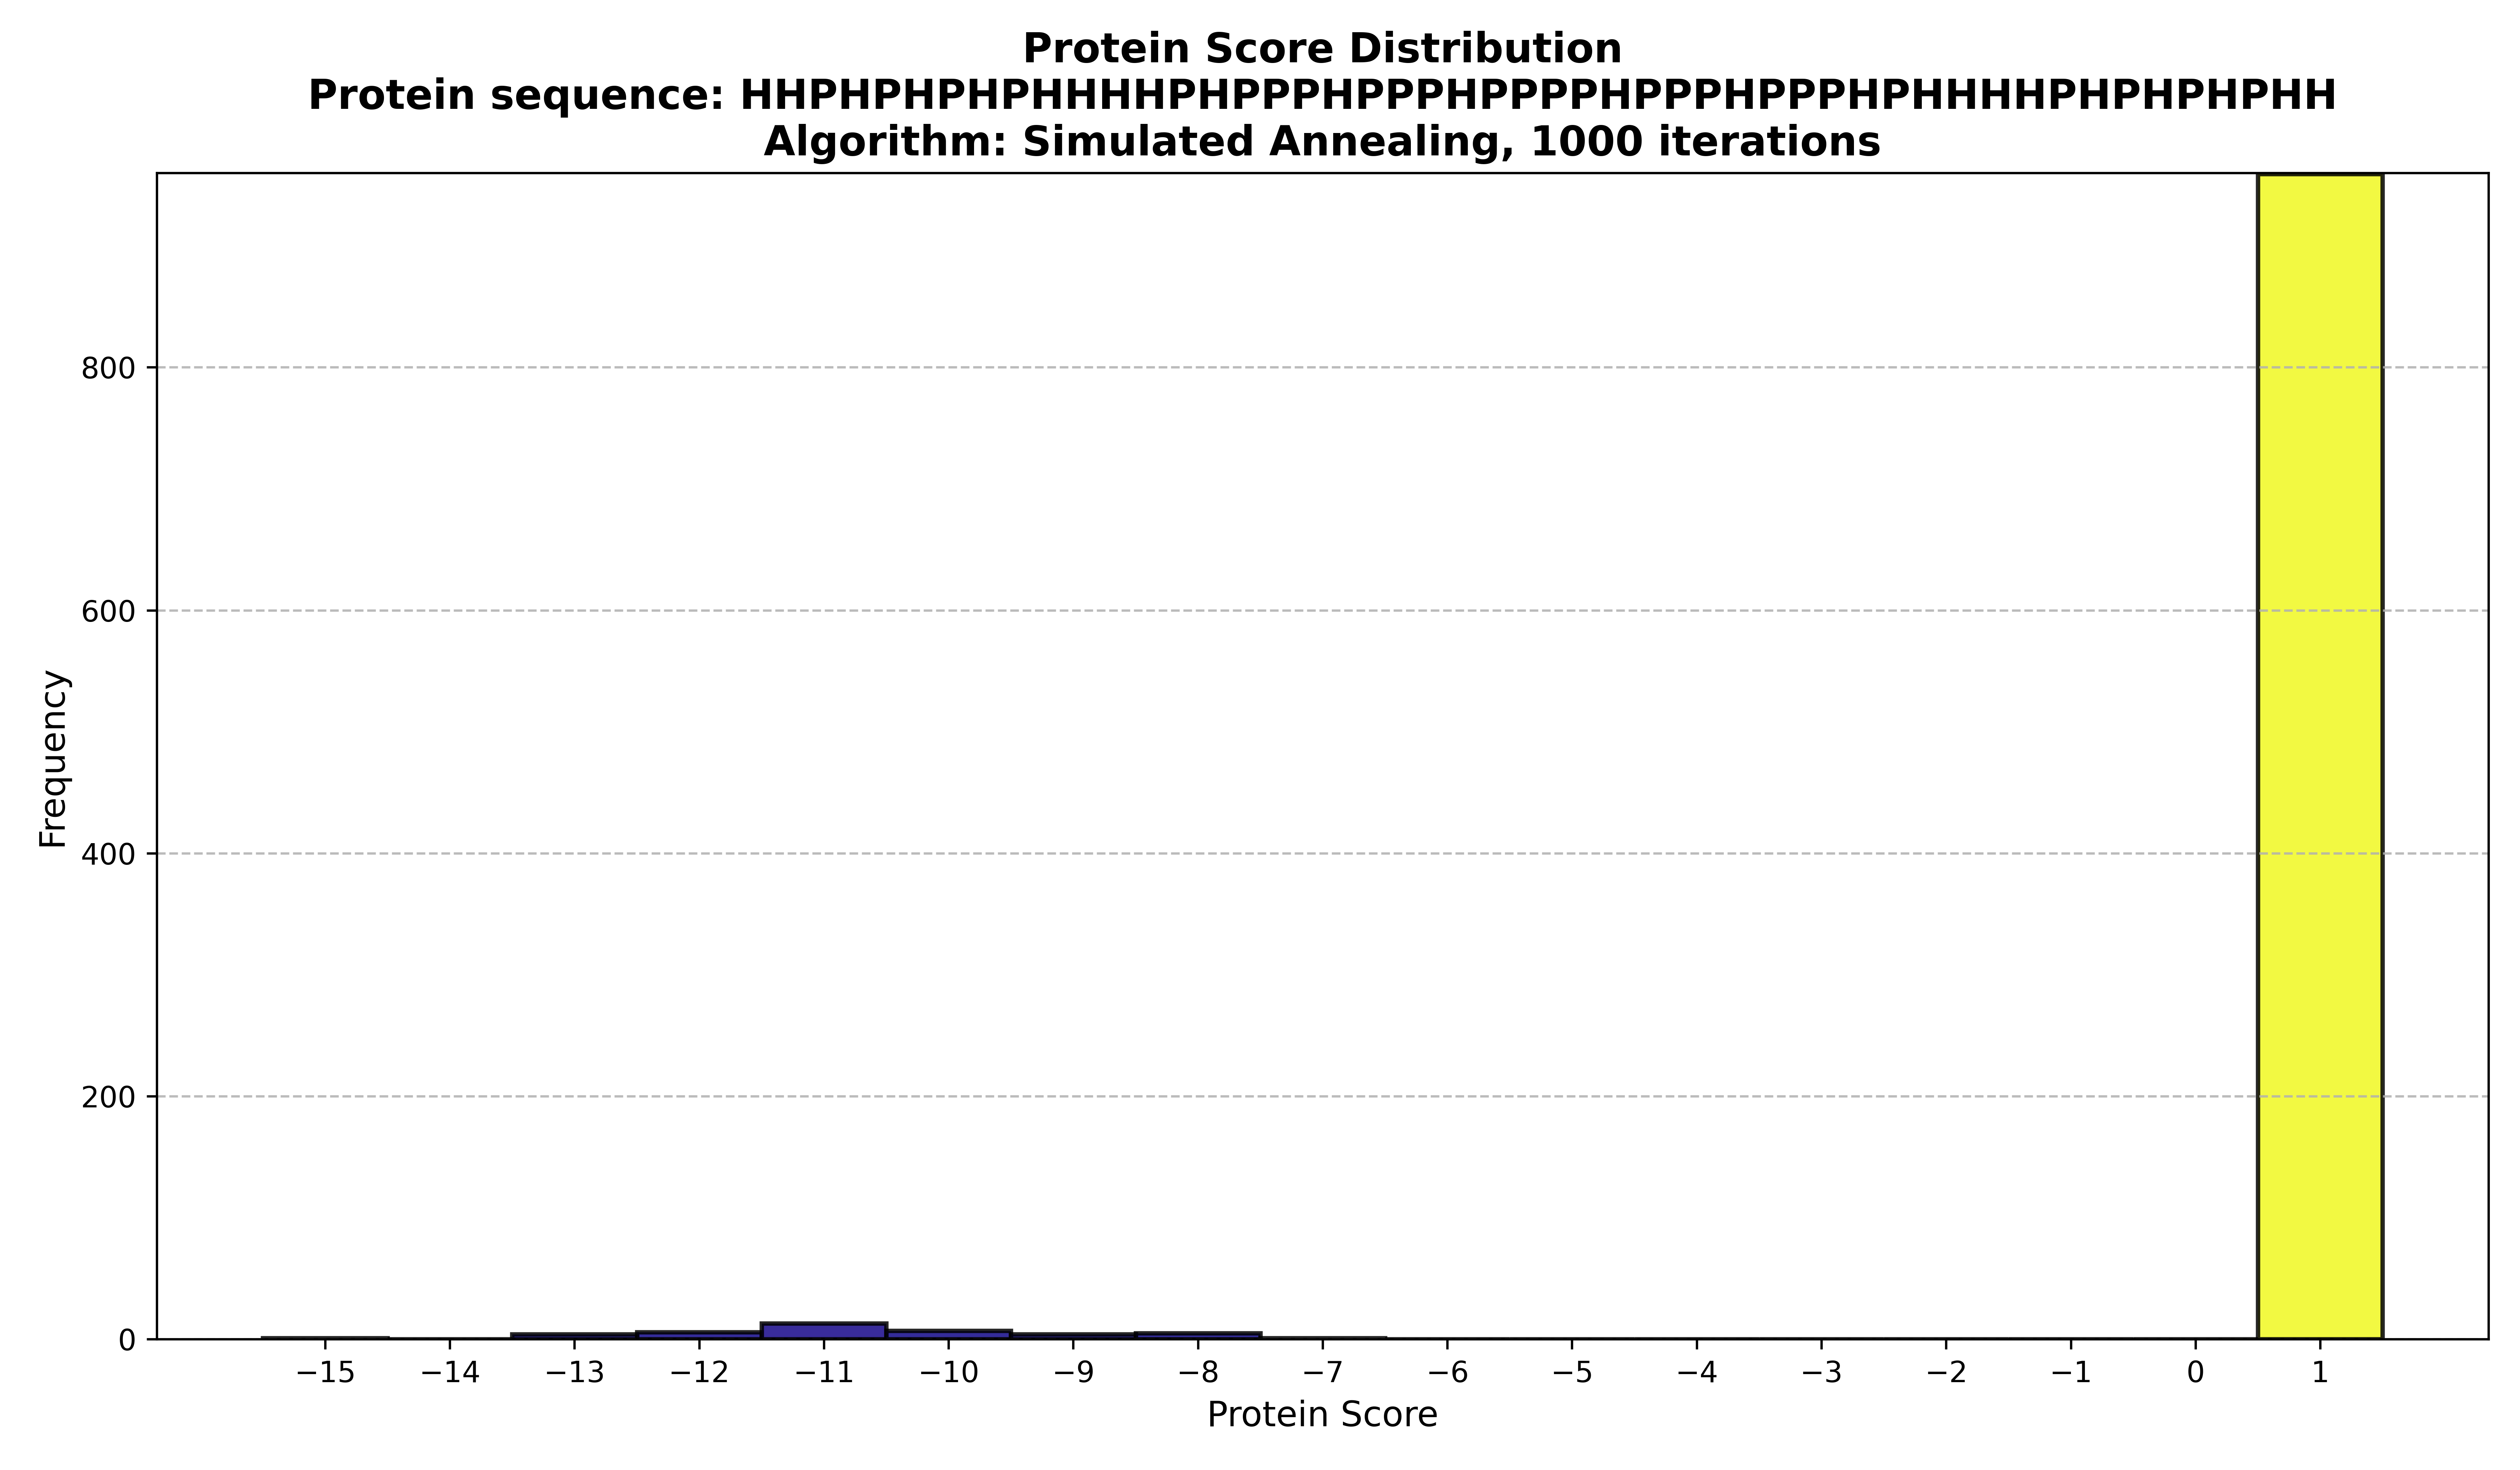 Protein Score Distribution
Protein sequence: HHPHPHPHPHHHHPHPPPHPPPHPPPPHPPPHPPPHPHHHHPHPHPHPHH
Algorithm: Simulated Annealing, 1000 iterations
Frequency
800
600
400
200
0
−15 −14 −13 −12 −11 −10 −9 −8 −7 −6 −5 −4 −3 −2 −1 0 1
Protein Score